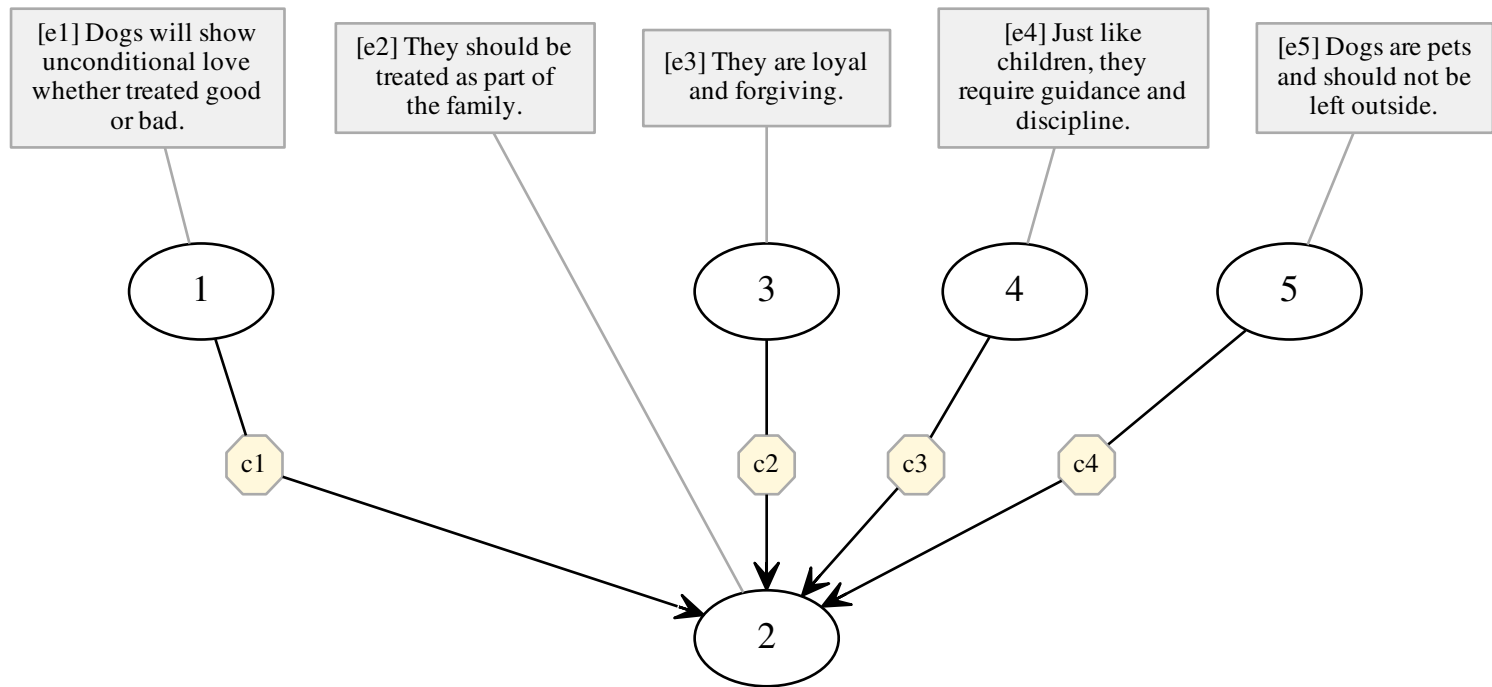 [e1] Dogs will show
unconditional love
whether treated good
or bad.
[e2] They should be
treated as part of
the family.
[e3] They are loyal
and forgiving.
[e4] Just like
children, they
require guidance and
discipline.
[e5] Dogs are pets
and should not be
left outside.
1
3
4
5
c1
c2
c3
c4
2